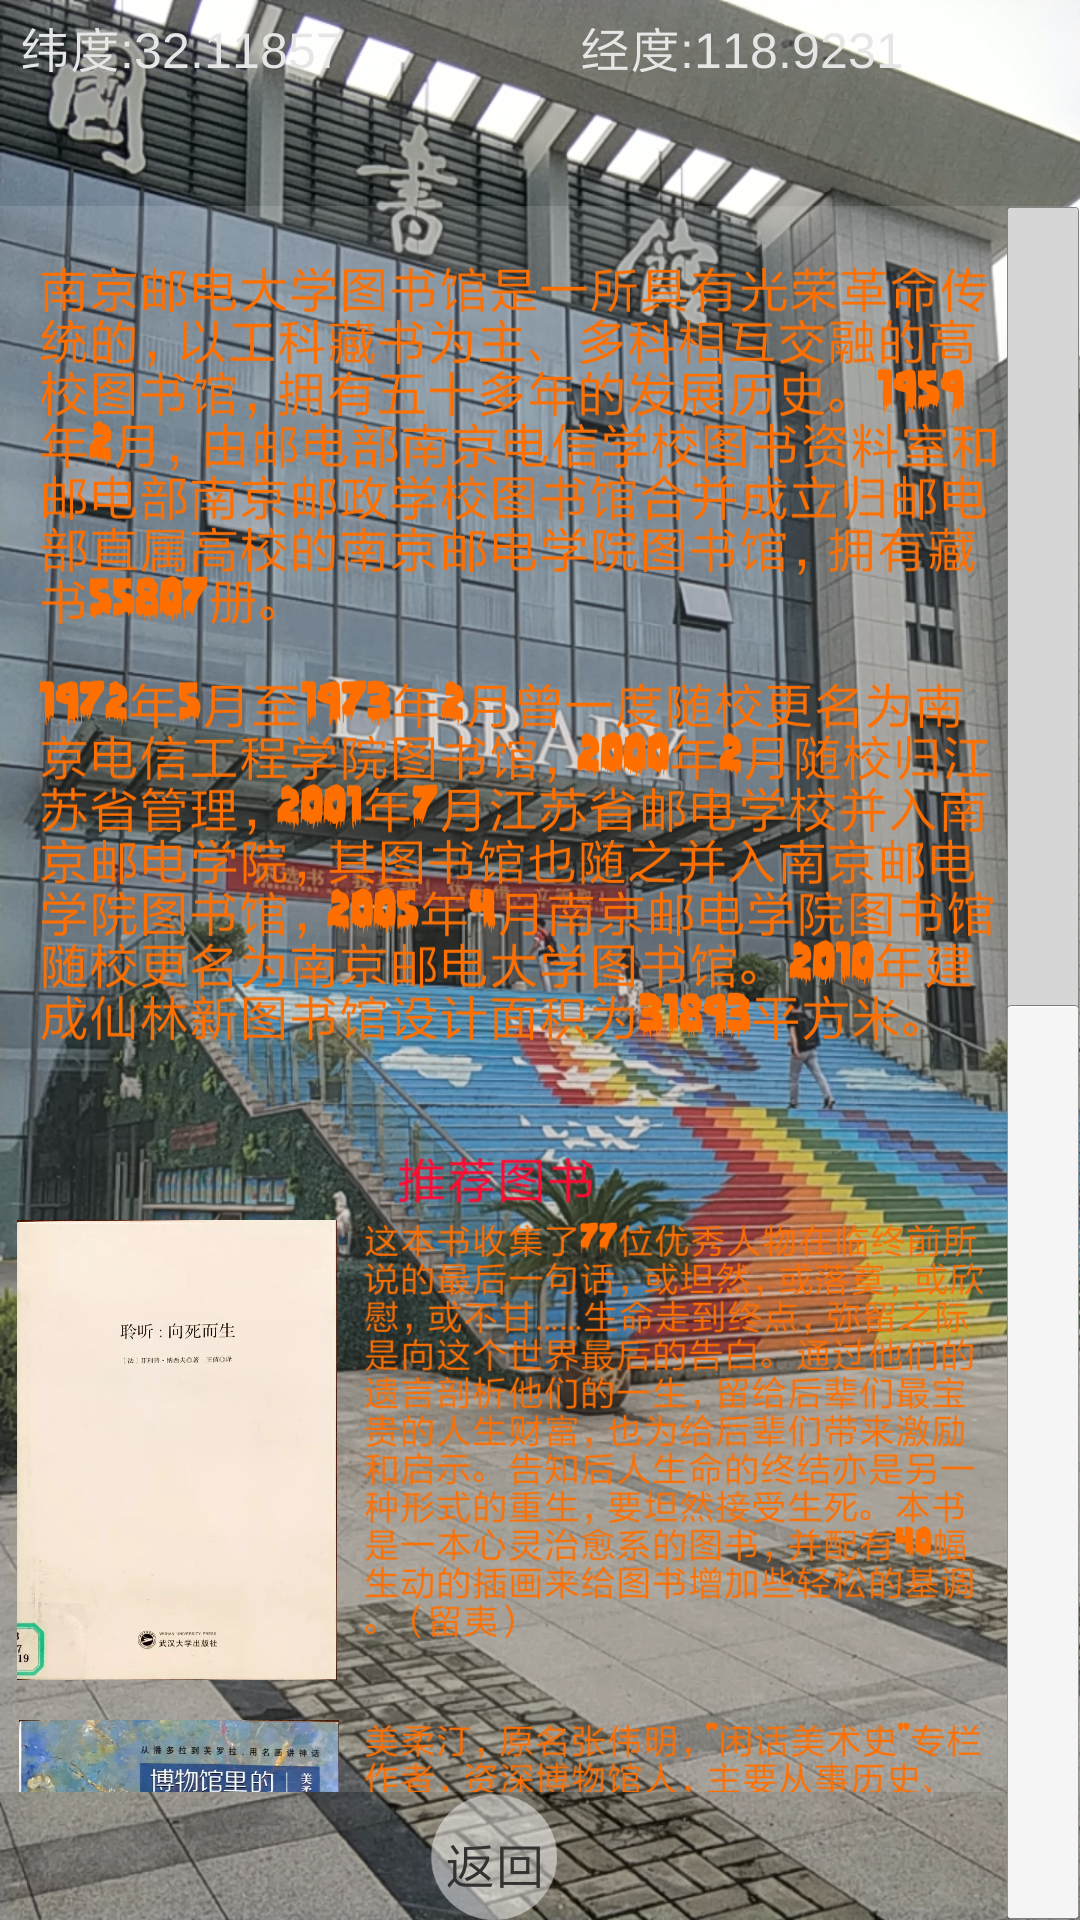 纬度:32.11857
经度:118.9231
圖書館
南京邮电大学图书馆是一所具有光荣革命传
统的，以工科藏书为主、多科相互交融的高
校图书馆，拥有五十多年的发展历史。1959
年2月，由邮电部南京电信学校图书资料室和
邮电部南京邮政学校图书馆合并成立归邮电
部直属高校的南京邮电学院图书馆，拥有藏
书55807册。
1972年5月至1973年2月曾一度随校更名为南
京电信工程学院图书馆，2000年2月随校归江
苏省管理，2001年7月江苏省邮电学校并入南
京邮电学院，其图书馆也随之并入南京邮电
学院图书馆，2005年4月南京邮电学院图书馆
随校更名为南京邮电大学图书馆。2010年建
成仙林新图书馆设计面积为31893平方米。
LIBRARY
推荐图书
聆听：向死而生
武汉大学出版社
19
这本书收集了77位优秀人物在临终前所
说的最后一句话，或坦然，或落寞，或欣
慰，或不甘……生命走到终点，弥留之际
是向这个世界最后的告白。通过他们的
遗言剖析他们的一生，留给后辈们最宝
贵的人生财富，也为给后辈们带来激励
和启示。告知后人生命的终结亦是另一
种形式的重生，要坦然接受生死。本书
是一本心灵治愈系的图书，并配有40幅
生动的插画来给图书增加些轻松的基调
。（留夷）
从潘多拉到芙罗拉，用名画讲神话
博物馆里的
美柔汀，原名张伟明，"闲话美术史"专栏
作者，资深博物馆人，主要从事历史、
返回